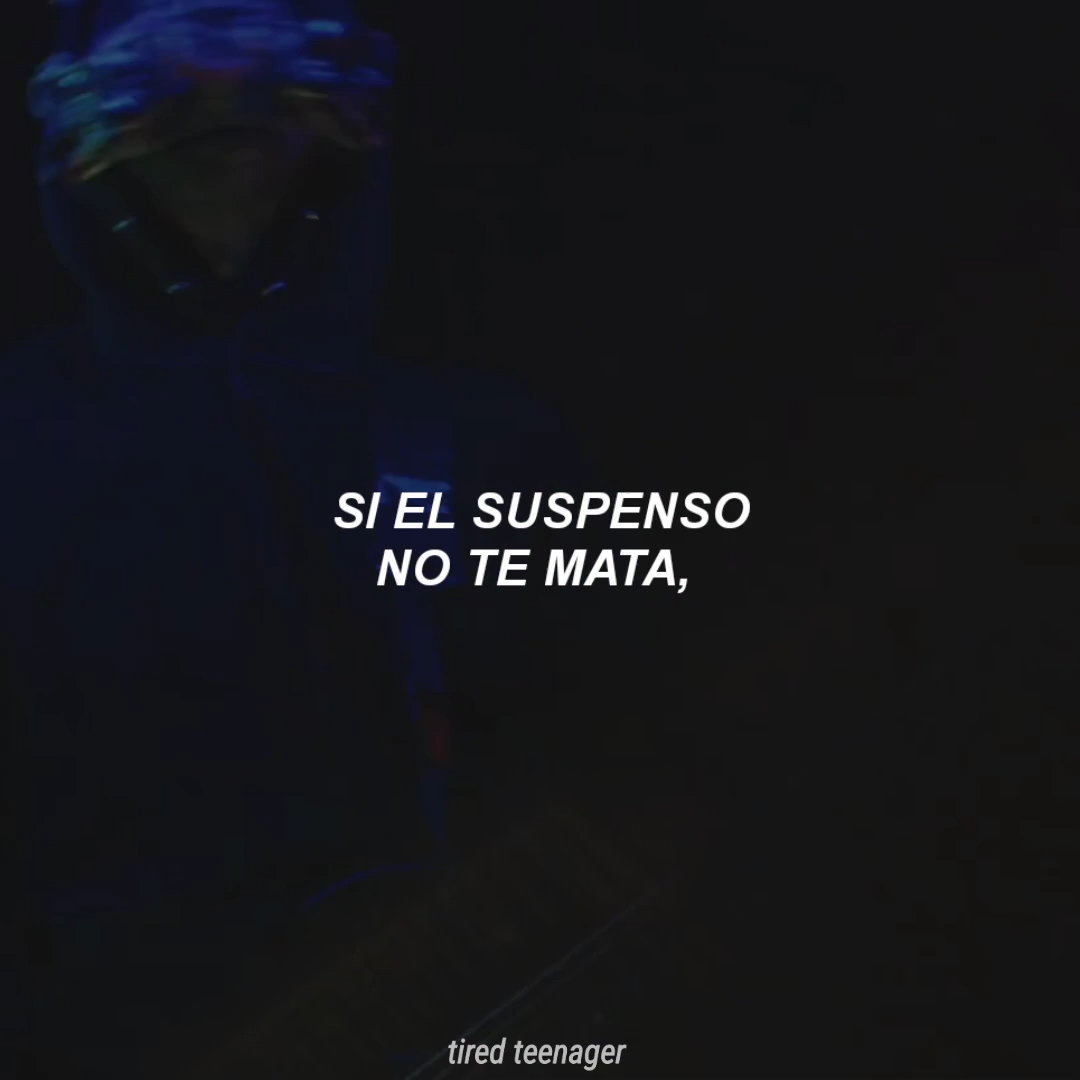 SI EL SUSPENSO
NO TE MATA,
tired teenager